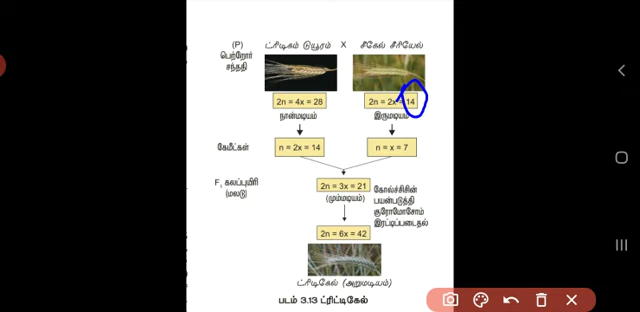 (P) ட்ரிடிகம் டியூரம் X சீகேல் சீரியேல்
பெற்றோர்
சந்ததி
2n = 4x = 28 2n = 2x = 14
நான்மடியம் இருமடியம்
கேமீட்கள் n = 2x = 14 n = x = 7
F₁ கலப்புயிரி 2n = 3x = 21 கோல்ச்சிசின்
(மலடு) (மும்மடியம்) பயன்படுத்தி
குரோமோசோம்
இரட்டிப்படைதல்
2n = 6x = 42
ட்ரிடிகேல் (அறுமடியம்)
படம் 3.13 ட்ரிட்டிகேல்